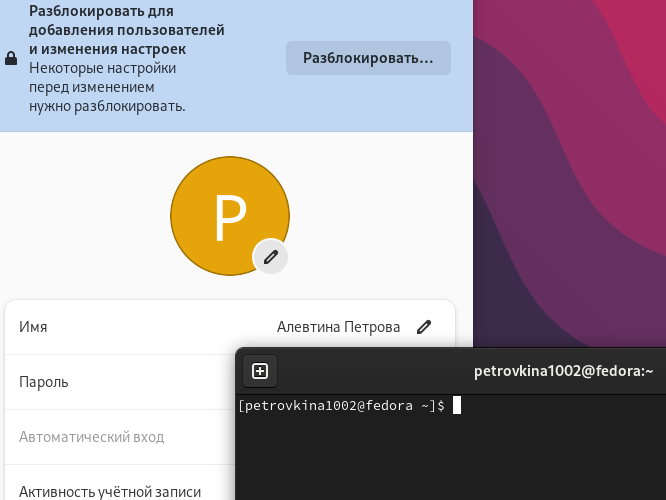 Разблокировать для
добавления пользователей
и изменения настроек
Некоторые настройки
перед изменением
нужно разблокировать.
Разблокировать...
P
Имя
Алевтина Петрова
Пароль
Автоматический вход
Активность учётной записи
petrovkina1002@fedora:~
[petrovkina1002@fedora ~]$